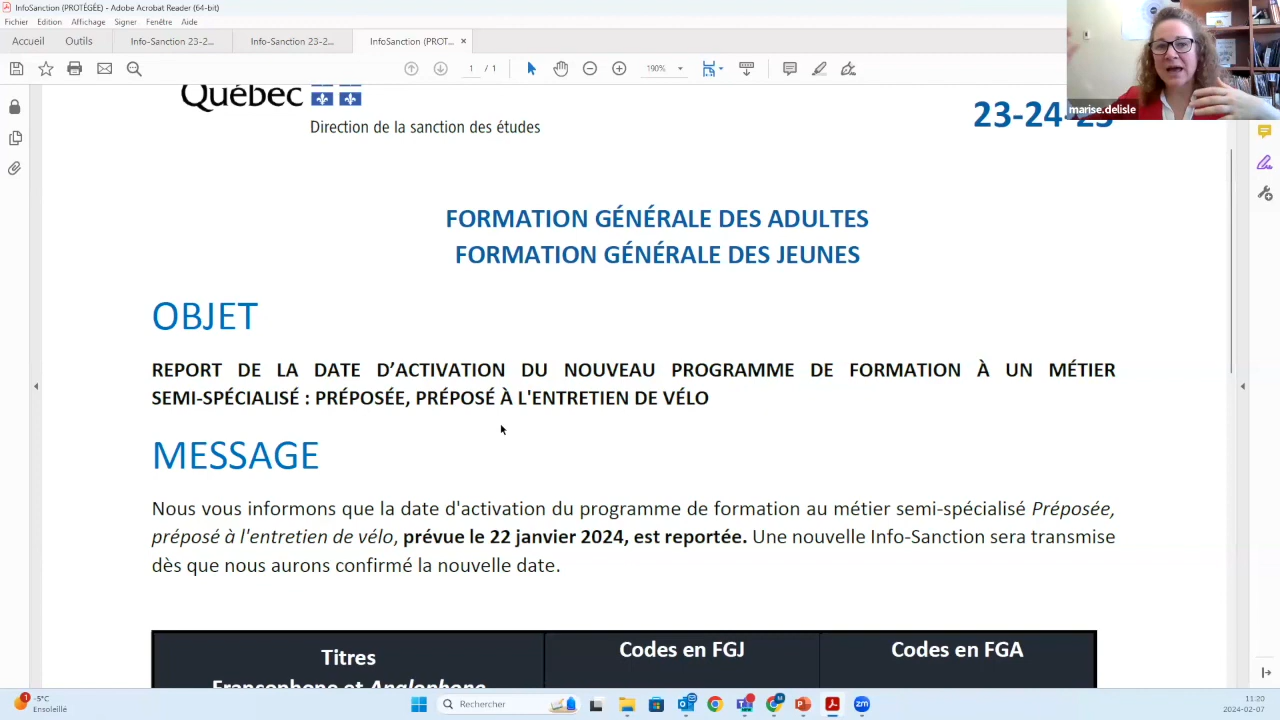 InfoSanction (PROTÉGÉE) - Adobe Acrobat Reader (64-bit)
Fichier Edition Affichage Signer Fenêtre Aide
Accueil Outils Info-Sanction 23-2... Info-Sanction 23-2... InfoSanction (PROT... ×
1 / 1 190%
marise.delisle
Québec
Direction de la sanction des études
23-24-23
FORMATION GÉNÉRALE DES ADULTES
FORMATION GÉNÉRALE DES JEUNES
OBJET
REPORT DE LA DATE D’ACTIVATION DU NOUVEAU PROGRAMME DE FORMATION À UN MÉTIER
SEMI-SPÉCIALISÉ : PRÉPOSÉE, PRÉPOSÉ À L'ENTRETIEN DE VÉLO
MESSAGE
Nous vous informons que la date d'activation du programme de formation au métier semi-spécialisé Préposée,
préposé à l'entretien de vélo, prévue le 22 janvier 2024, est reportée. Une nouvelle Info-Sanction sera transmise
dès que nous aurons confirmé la nouvelle date.
Titres
Francophone et Anglophone
Codes en FGJ
Codes en FGA
1
-5°C
Ensoleillé
Rechercher
zm
11:20
2024-02-07